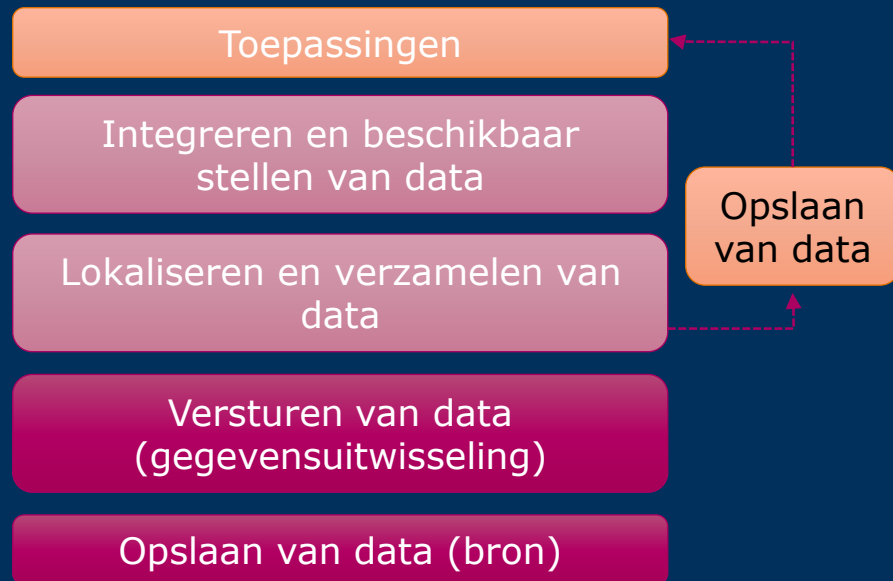 Toepassingen
Integreren en beschikbaar
stellen van data
Lokaliseren en verzamelen van
data
Opslaan
van data
Versturen van data
(gegevensuitwisseling)
Opslaan van data (bron)